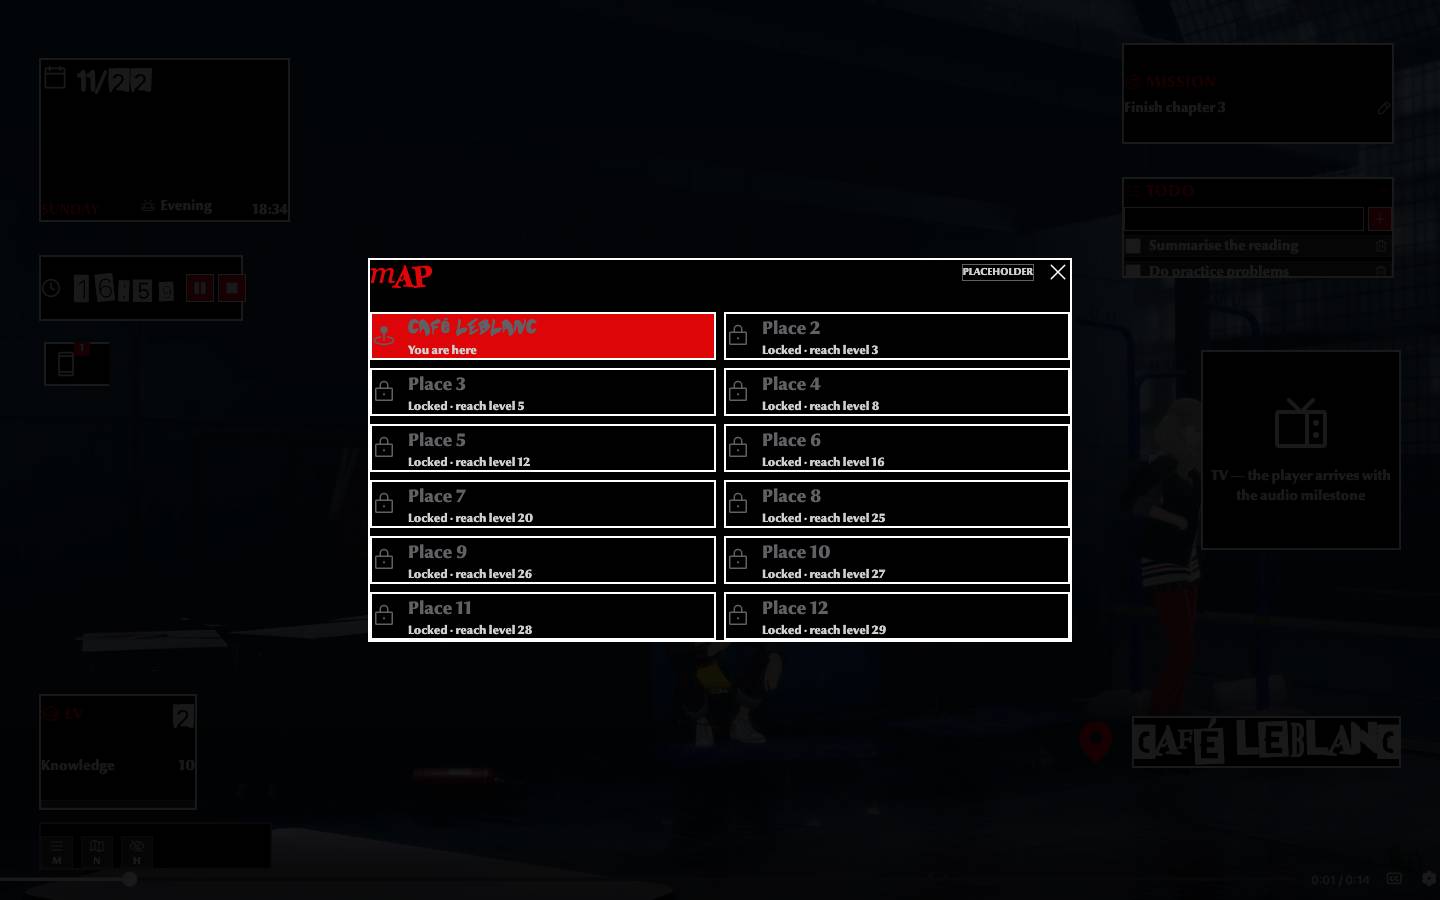 11/22
SUNDAY
Evening
18:34
16:59
1
MISSION
Finish chapter 3
TODO
+
Summarise the reading
Do practice problems
mAP
PLACEHOLDER
CAFÉ LEBLANC
You are here
Place 2
Locked · reach level 3
Place 3
Locked · reach level 5
Place 4
Locked · reach level 8
Place 5
Locked · reach level 12
Place 6
Locked · reach level 16
Place 7
Locked · reach level 20
Place 8
Locked · reach level 25
Place 9
Locked · reach level 26
Place 10
Locked · reach level 27
Place 11
Locked · reach level 28
Place 12
Locked · reach level 29
TV — the player arrives with
the audio milestone
LV
2
Knowledge
10
CAFÉ LEBLANC
M
N
H
0:01 / 0:14
CC